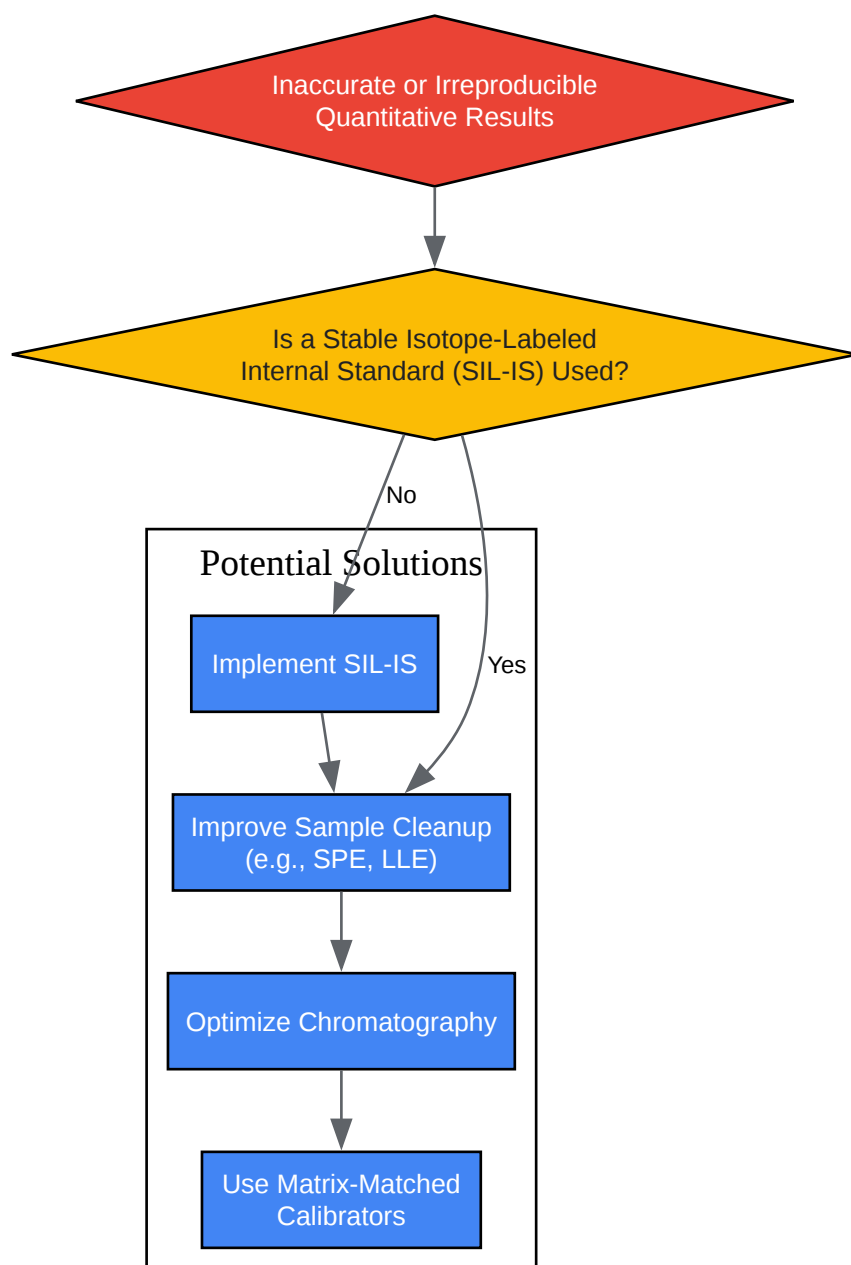 Inaccurate or Irreproducible
Quantitative Results
Is a Stable Isotope-Labeled
Internal Standard (SIL-IS) Used?
No
Potential Solutions
Implement SIL-IS
Yes
Improve Sample Cleanup
(e.g., SPE, LLE)
Optimize Chromatography
Use Matrix-Matched
Calibrators